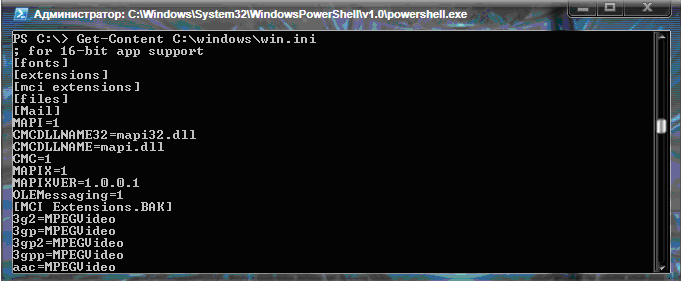 Администратор: C:\Windows\System32\WindowsPowerShell\v1.0\powershell.exe
PS C:\> Get-Content C:\windows\win.ini
; for 16-bit app support
[fonts]
[extensions]
[mci extensions]
[files]
[Mail]
MAPI=1
CMCDLLNAME32=mapi32.dll
CMCDLLNAME=mapi.dll
CMC=1
MAPIX=1
MAPIXVER=1.0.0.1
OLEMessaging=1
[MCI Extensions.BAK]
3g2=MPEGVideo
3gp=MPEGVideo
3gp2=MPEGVideo
3gpp=MPEGVideo
aac=MPEGVideo